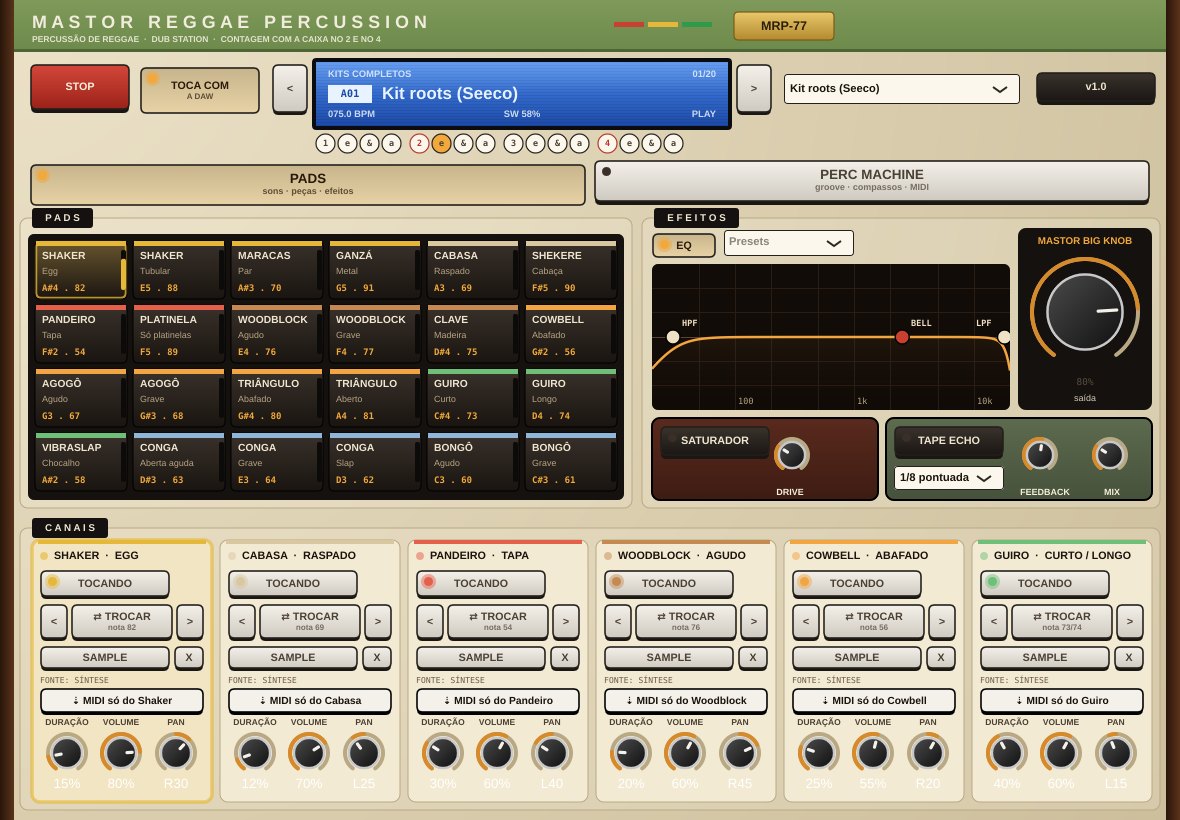 MASTOR REGGAE PERCUSSION
PERCUSSÃO DE REGGAE · DUB STATION · CONTAGEM COM A CAIXA NO 2 E NO 4
MRP-77
STOP
TOCA COM
A DAW
<
KITS COMPLETOS 01/20
A01 Kit roots (Seeco)
075.0 BPM SW 58% PLAY
>
Kit roots (Seeco)
v1.0
1 e & a 2 e & a 3 e & a 4 e & a
PADS
sons · peças · efeitos
PERC MACHINE
groove · compassos · MIDI
PADS
SHAKER SHAKER MARACAS GANZÁ CABASA SHEKERE
Egg Tubular Par Metal Raspado Cabaça
A#4 . 82 E5 . 88 A#3 . 70 G5 . 91 A3 . 69 F#5 . 90
PANDEIRO PLATINELA WOODBLOCK WOODBLOCK CLAVE COWBELL
Tapa Só platinelas Agudo Grave Madeira Abafado
F#2 . 54 F5 . 89 E4 . 76 F4 . 77 D#4 . 75 G#2 . 56
AGOGÔ AGOGÔ TRIÂNGULO TRIÂNGULO GUIRO GUIRO
Agudo Grave Abafado Aberto Curto Longo
G3 . 67 G#3 . 68 G#4 . 80 A4 . 81 C#4 . 73 D4 . 74
VIBRASLAP CONGA CONGA CONGA BONGÔ BONGÔ
Chocalho Aberta aguda Grave Slap Agudo Grave
A#2 . 58 D#3 . 63 E3 . 64 D3 . 62 C3 . 60 C#3 . 61
EFEITOS
EQ
Presets
HPF BELL LPF
100 1k 10k
MASTOR BIG KNOB
80%
saída
SATURADOR
DRIVE
TAPE ECHO
1/8 pontuada
FEEDBACK MIX
CANAIS
SHAKER · EGG CABASA · RASPADO PANDEIRO · TAPA WOODBLOCK · AGUDO COWBELL · ABAFADO GUIRO · CURTO / LONGO
TOCANDO TOCANDO TOCANDO TOCANDO TOCANDO TOCANDO
< ⇄ TROCAR > < ⇄ TROCAR > < ⇄ TROCAR > < ⇄ TROCAR > < ⇄ TROCAR > < ⇄ TROCAR >
nota 82 nota 69 nota 54 nota 76 nota 56 nota 73/74
SAMPLE X SAMPLE X SAMPLE X SAMPLE X SAMPLE X SAMPLE X
FONTE: SÍNTESE FONTE: SÍNTESE FONTE: SÍNTESE FONTE: SÍNTESE FONTE: SÍNTESE FONTE: SÍNTESE
⇣ MIDI só do Shaker ⇣ MIDI só do Cabasa ⇣ MIDI só do Pandeiro ⇣ MIDI só do Woodblock ⇣ MIDI só do Cowbell ⇣ MIDI só do Guiro
DURAÇÃO VOLUME PAN DURAÇÃO VOLUME PAN DURAÇÃO VOLUME PAN DURAÇÃO VOLUME PAN DURAÇÃO VOLUME PAN DURAÇÃO VOLUME PAN
15% 80% R30 12% 70% L25 30% 60% L40 20% 60% R45 25% 55% R20 40% 60% L15